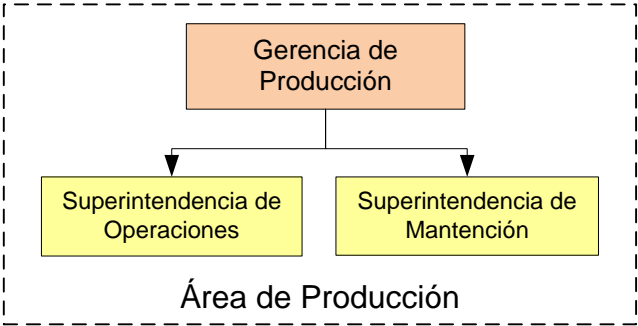 Gerencia de
Producción
Superintendencia de
Operaciones
Superintendencia de
Mantención
Área de Producción